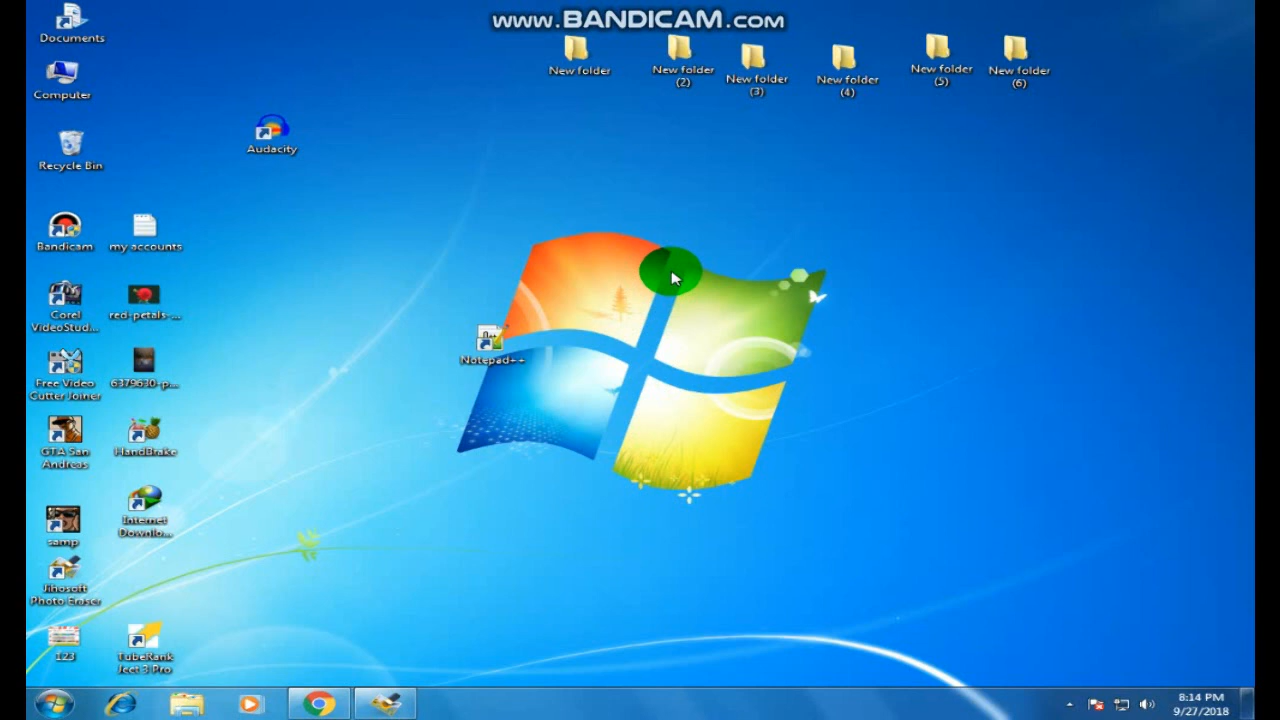 www.BANDICAM.com
Documents
New folder
New folder
(2)
New folder
(3)
New folder
(4)
New folder
(5)
New folder
(6)
Computer
Audacity
Recycle Bin
Bandicam
my accounts
Corel
VideoStud...
red-petals-...
Notepad++
Free Video
Cutter Joiner
6379630-p...
GTA San
Andreas
HandBrake
samp
Internet
Downlo...
Jihosoft
Photo Eraser
123
TubeRank
Jeet 3 Pro
8:14 PM
9/27/2018